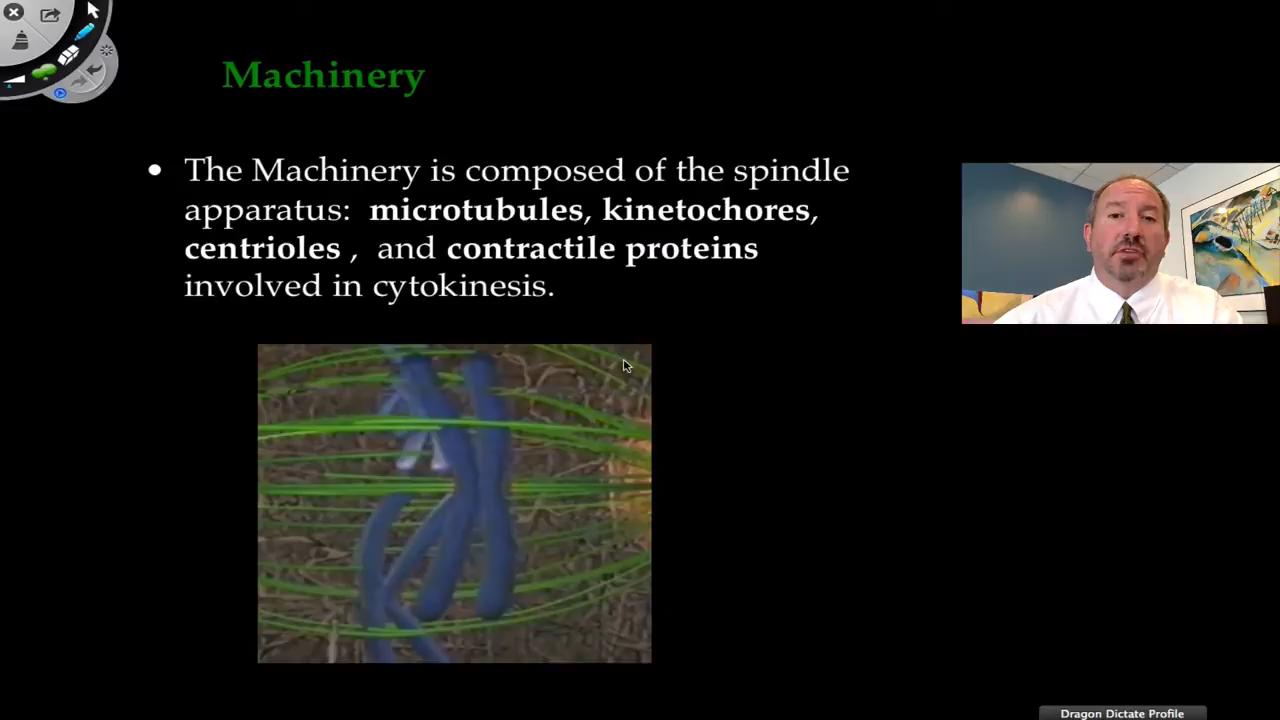 Machinery
• The Machinery is composed of the spindle
apparatus: microtubules, kinetochores,
centrioles , and contractile proteins
involved in cytokinesis.
Dragon Dictate Profile